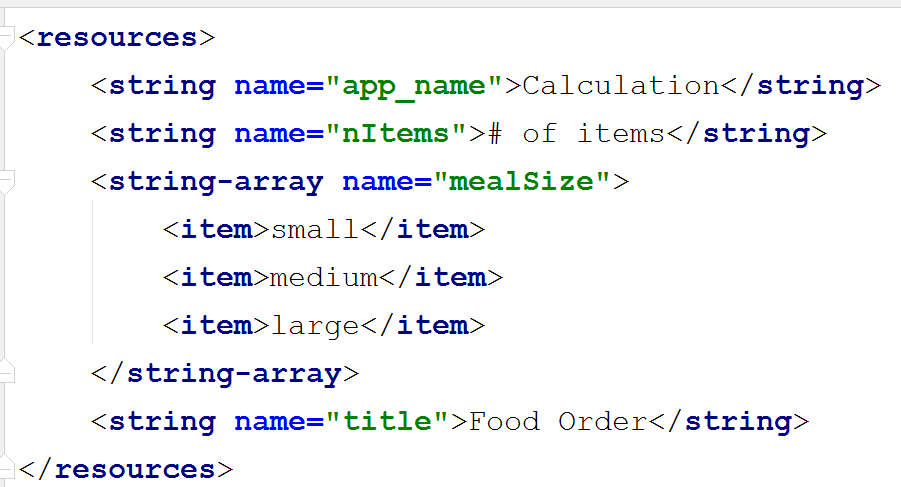 <resources>
    <string name="app_name">Calculation</string>
    <string name="nItems"># of items</string>
    <string-array name="mealSize">
        <item>small</item>
        <item>medium</item>
        <item>large</item>
    </string-array>
    <string name="title">Food Order</string>
</resources>